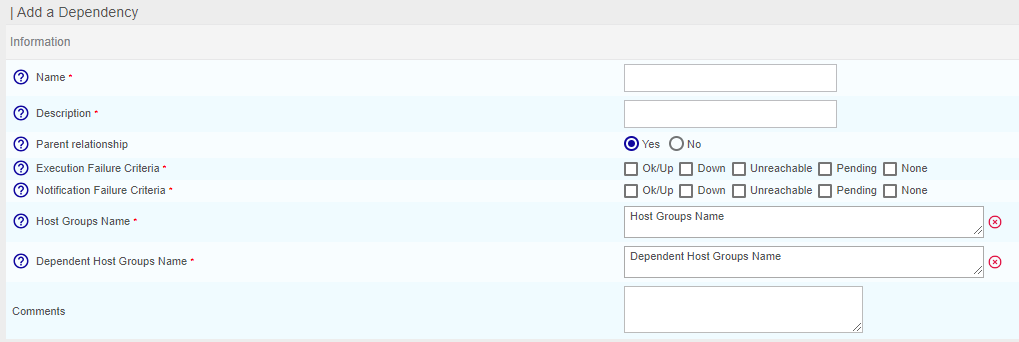 | Add a Dependency
Information
? Name *
? Description *
? Parent relationship Yes No
? Execution Failure Criteria * Ok/Up Down Unreachable Pending None
? Notification Failure Criteria * Ok/Up Down Unreachable Pending None
? Host Groups Name * Host Groups Name
? Dependent Host Groups Name * Dependent Host Groups Name
Comments